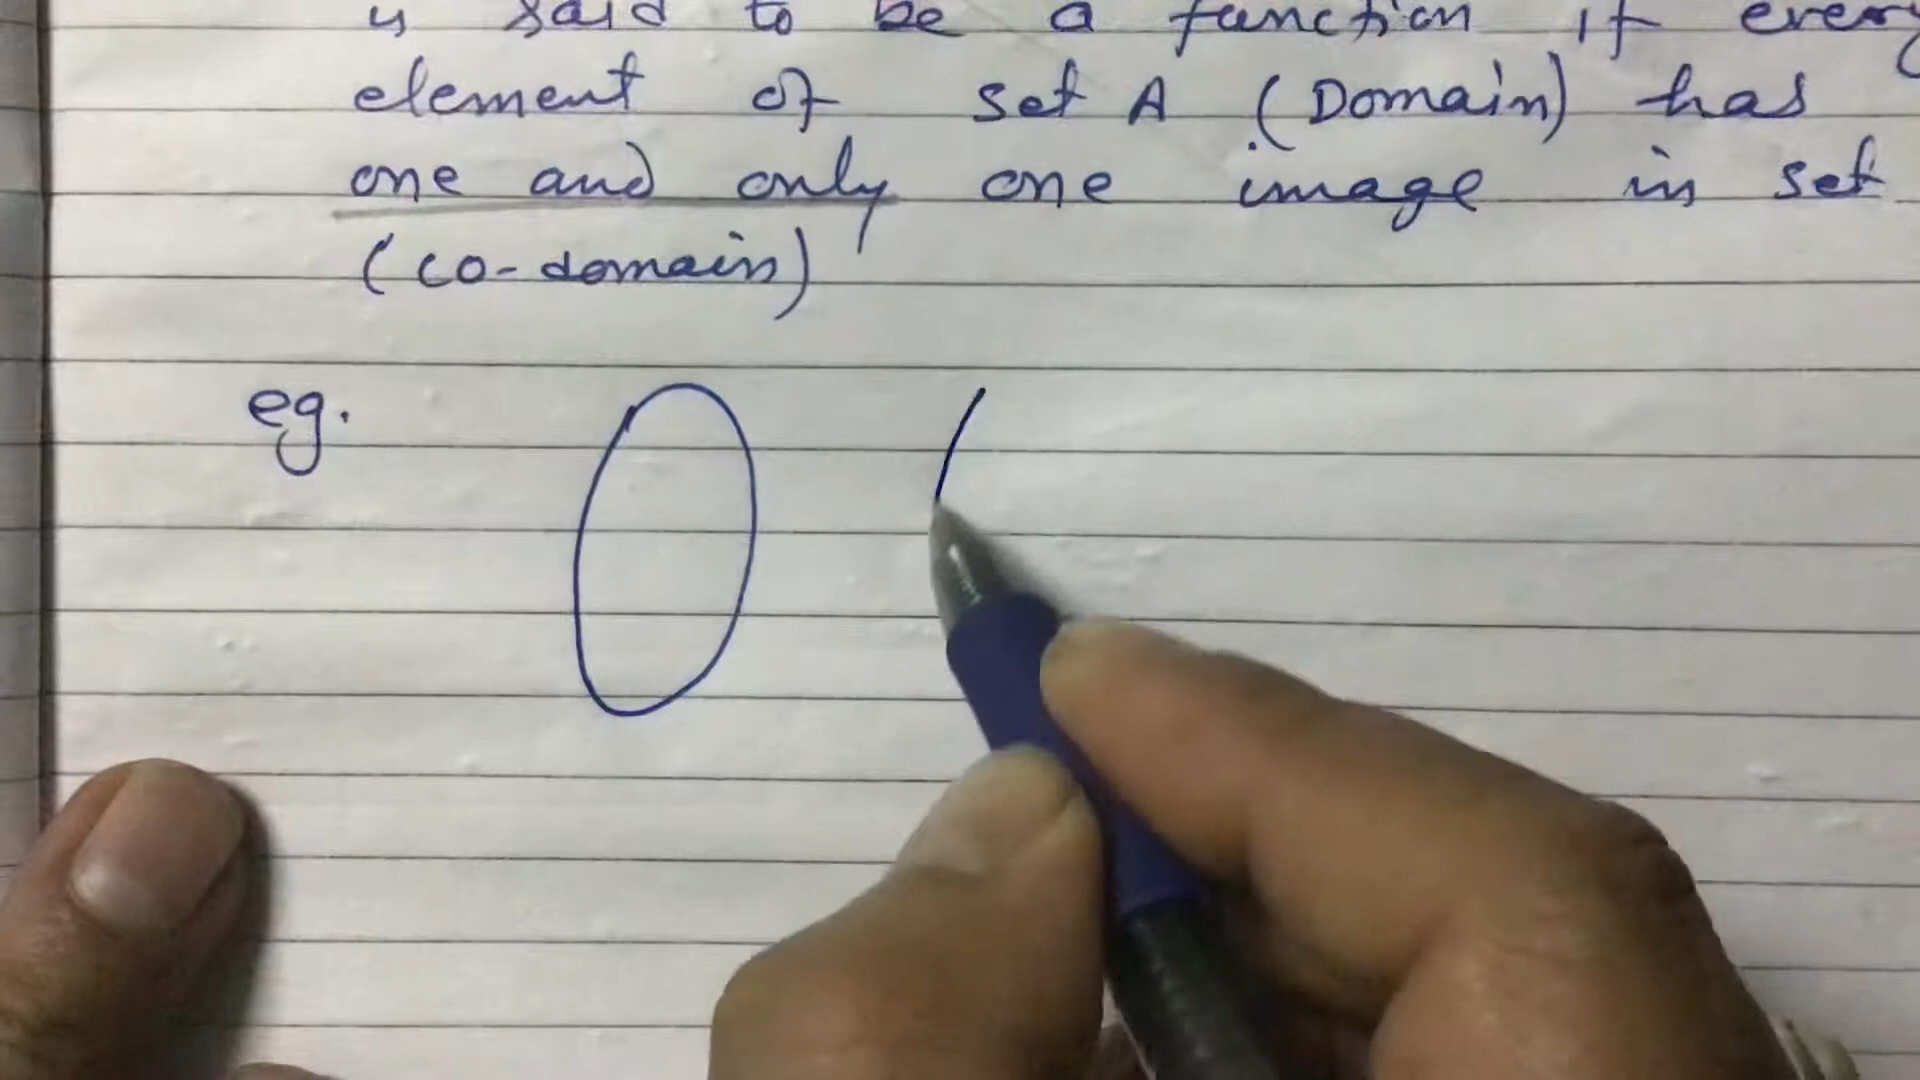 is said to be a function if every
element of set A (Domain) has
one and only one image in set
(co-domain)
eg.